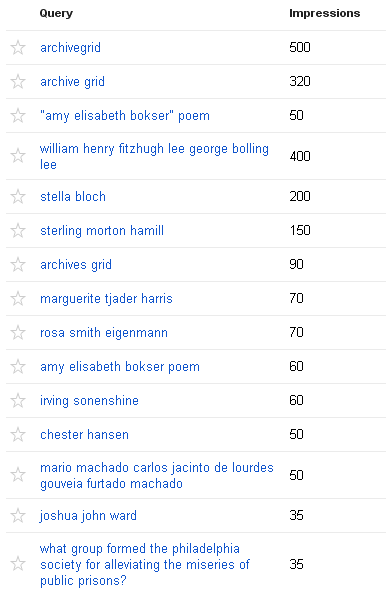 Query Impressions
archivegrid 500
archive grid 320
"amy elisabeth bokser" poem 50
william henry fitzhugh lee george bolling
lee 400
stella bloch 200
sterling morton hamill 150
archives grid 90
marguerite tjader harris 70
rosa smith eigenmann 70
amy elisabeth bokser poem 60
irving sonenshine 60
chester hansen 50
mario machado carlos jacinto de lourdes
gouveia furtado machado 50
joshua john ward 35
what group formed the philadelphia
society for alleviating the miseries of 35
public prisons?